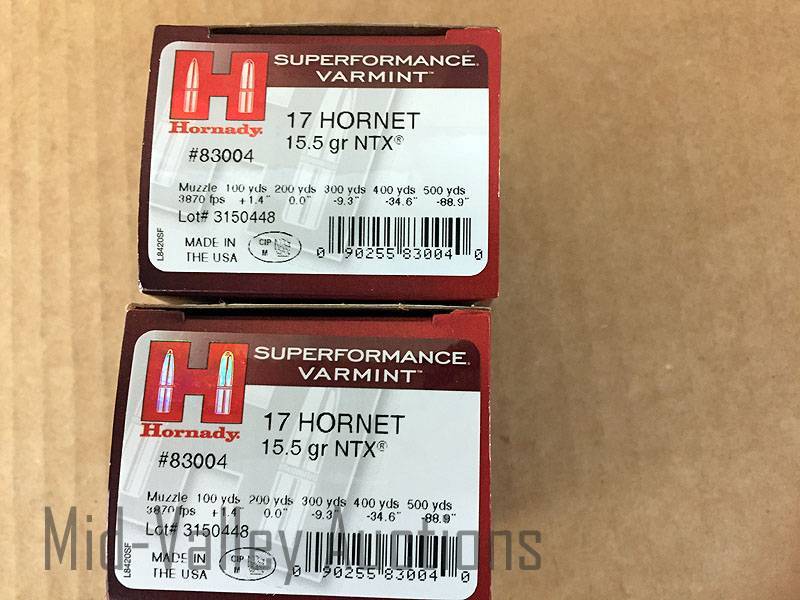 SUPERFORMANCE®
VARMINT™
Hornady®
17 HORNET
15.5 gr NTX®
#83004
Muzzle 100 yds 200 yds 300 yds 400 yds 500 yds
3870 fps +1.4" 0.0" -9.3" -34.6" -88.9"
Lot# 3150448
MADE IN
THE USA
CIP
M
L8420SF
0 90255 83004 0
SUPERFORMANCE®
VARMINT™
Hornady®
17 HORNET
15.5 gr NTX®
#83004
Muzzle 100 yds 200 yds 300 yds 400 yds 500 yds
3870 fps +1.4" 0.0" -9.3" -34.6" -88.9"
Lot# 3150448
MADE IN
THE USA
CIP
M
L8420SF
0 90255 83004 0
Mid-Valley Auctions